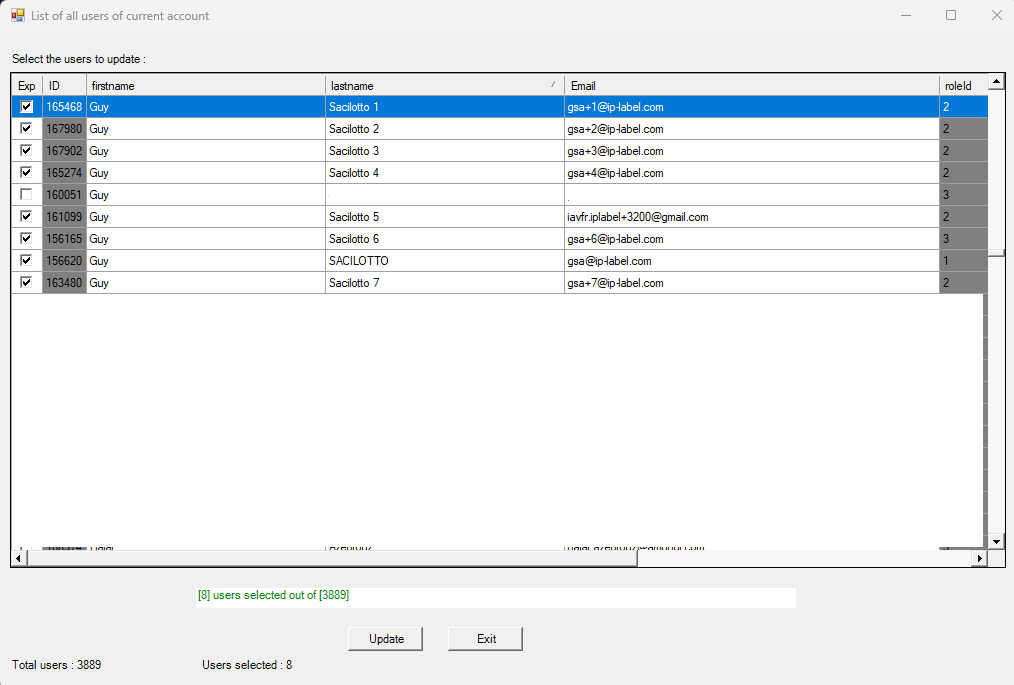 List of all users of current account
Select the users to update :
Exp ID firstname lastname Email roleId
165468 Guy Sacilotto 1 gsa+1@ip-label.com 2
167980 Guy Sacilotto 2 gsa+2@ip-label.com 2
167902 Guy Sacilotto 3 gsa+3@ip-label.com 2
165274 Guy Sacilotto 4 gsa+4@ip-label.com 2
160051 Guy . 3
161099 Guy Sacilotto 5 iavfr.iplabel+3200@gmail.com 2
156165 Guy Sacilotto 6 gsa+6@ip-label.com 3
156620 Guy SACILOTTO gsa@ip-label.com 1
163480 Guy Sacilotto 7 gsa+7@ip-label.com 2
[8] users selected out of [3889]
Update Exit
Total users : 3889 Users selected : 8